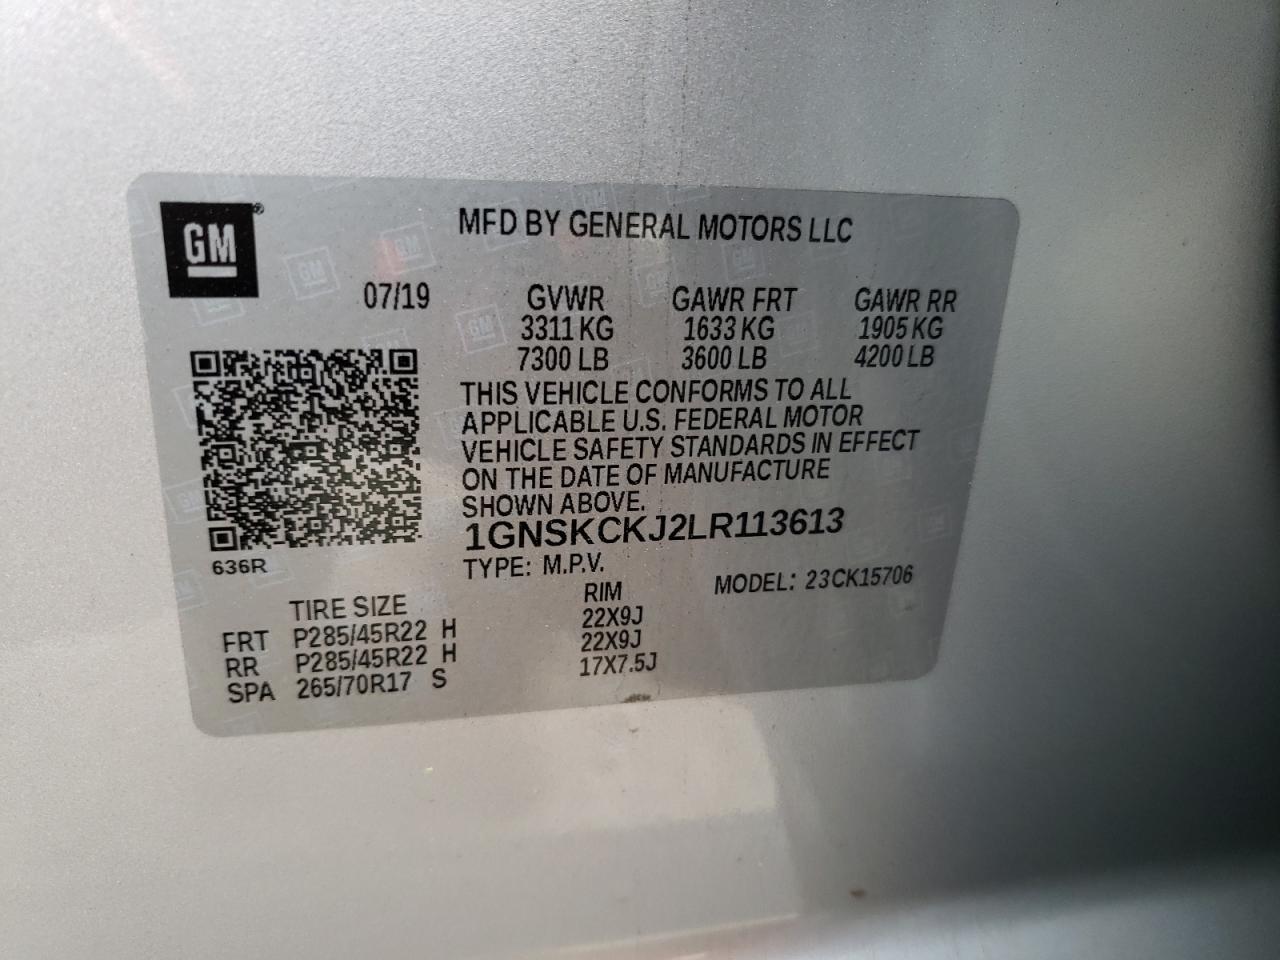 GM®
MFD BY GENERAL MOTORS LLC
07/19 GVWR GAWR FRT GAWR RR
3311 KG 1633 KG 1905 KG
7300 LB 3600 LB 4200 LB
THIS VEHICLE CONFORMS TO ALL
APPLICABLE U.S. FEDERAL MOTOR
VEHICLE SAFETY STANDARDS IN EFFECT
ON THE DATE OF MANUFACTURE
SHOWN ABOVE.
1GNSKCKJ2LR113613
636R
TYPE: M.P.V. MODEL: 23CK15706
TIRE SIZE RIM
FRT P285/45R22 H 22X9J
RR P285/45R22 H 22X9J
SPA 265/70R17 S 17X7.5J